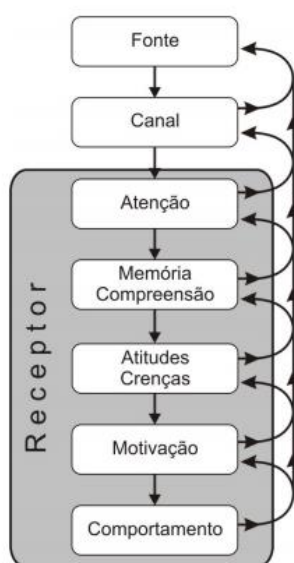 Fonte
Canal
Receptor
Atenção
Memória
Compreensão
Atitudes
Crenças
Motivação
Comportamento